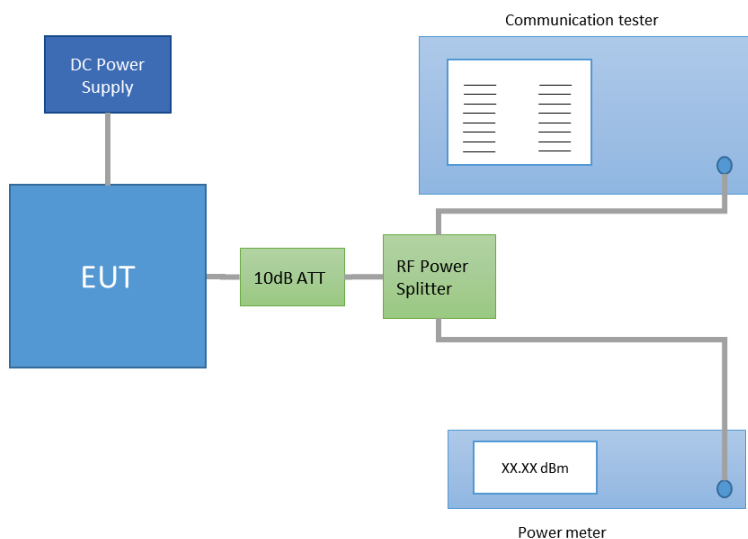 Communication tester
DC Power
Supply
EUT
10dB ATT
RF Power
Splitter
XX.XX dBm
Power meter